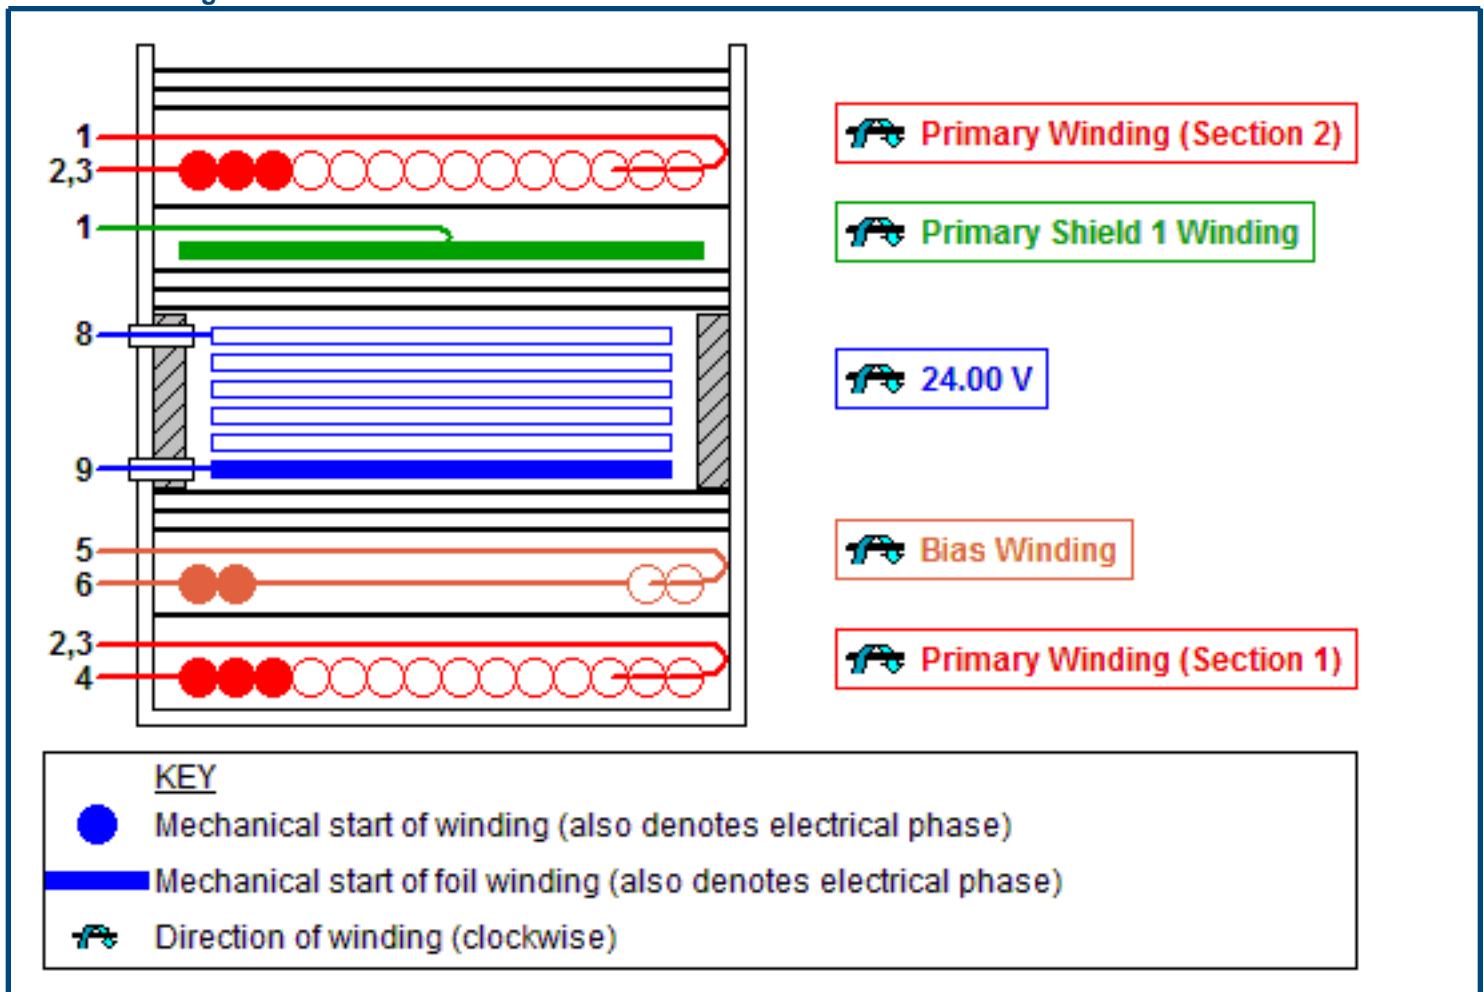 1
Primary Winding (Section 2)
2,3
1
Primary Shield 1 Winding
8
24.00 V
9
5
Bias Winding
6
2,3
Primary Winding (Section 1)
4
KEY
Mechanical start of winding (also denotes electrical phase)
Mechanical start of foil winding (also denotes electrical phase)
Direction of winding (clockwise)